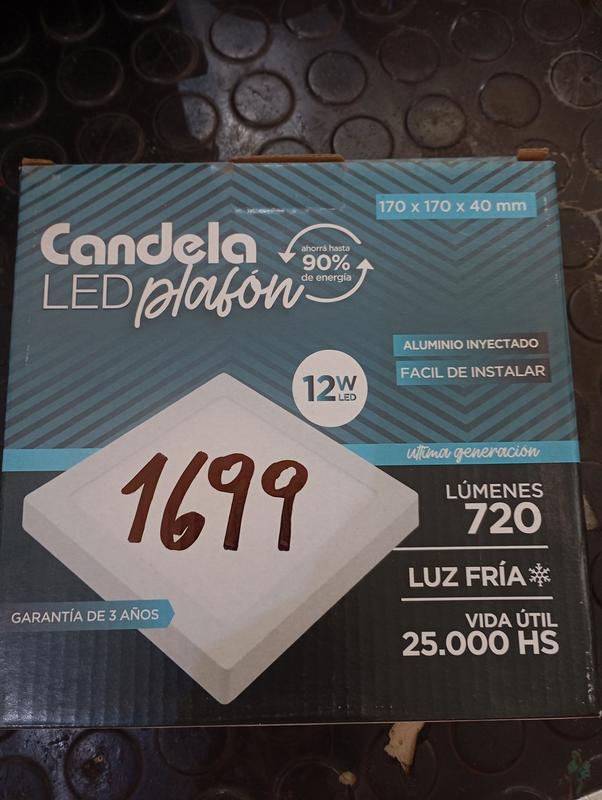 170 x 170 x 40 mm
Candela
LED plafón
ahorrá hasta
90%
de energía
ALUMINIO INYECTADO
FACIL DE INSTALAR
12W
LED
ultima generación
1699
LÚMENES
720
LUZ FRÍA
GARANTÍA DE 3 AÑOS
VIDA ÚTIL
25.000 HS